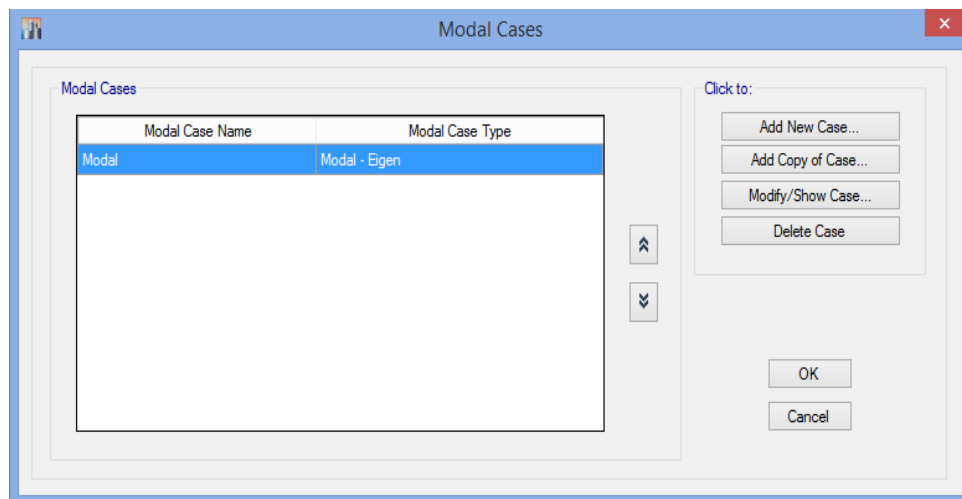 Modal Cases
Modal Cases
Modal Case Name Modal Case Type
Modal Modal - Eigen
Click to:
Add New Case...
Add Copy of Case...
Modify/Show Case...
Delete Case
OK
Cancel